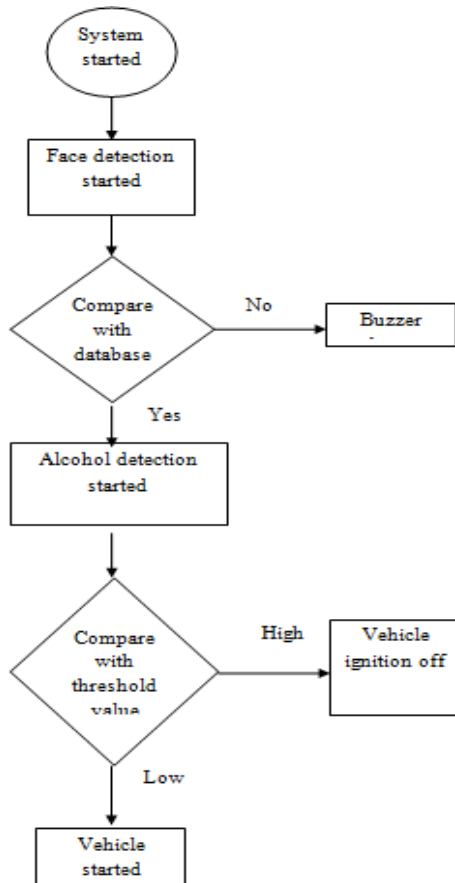 System
started
Face detection
started
Compare
with
database
No
Buzzer
Yes
Alcohol detection
started
Compare
with
threshold
value
High
Vehicle
ignition off
Low
Vehicle
started